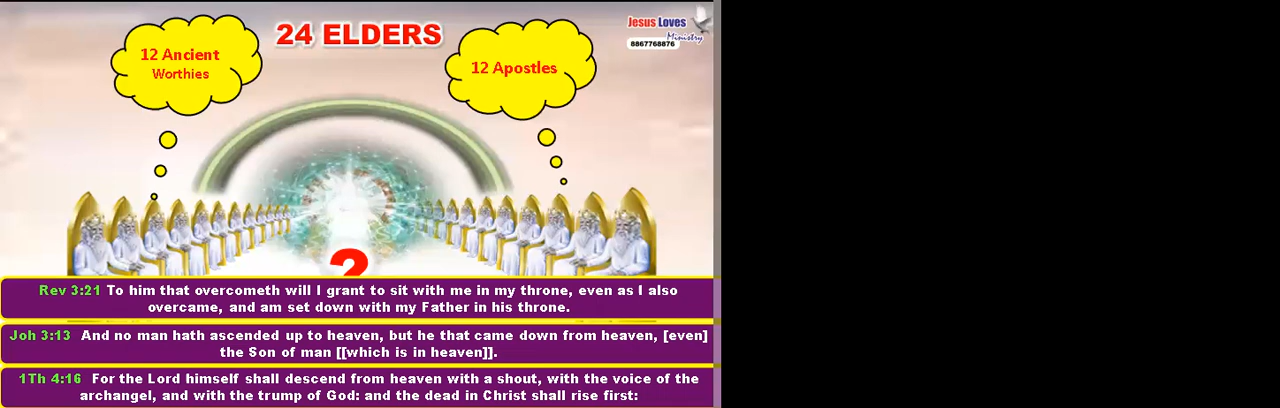 24 ELDERS
Jesus Loves
Ministry
8867768876
12 Ancient
Worthies
12 Apostles
?
Rev 3:21 To him that overcometh will I grant to sit with me in my throne, even as I also
overcame, and am set down with my Father in his throne.
Joh 3:13 And no man hath ascended up to heaven, but he that came down from heaven, [even]
the Son of man [[which is in heaven]].
1Th 4:16 For the Lord himself shall descend from heaven with a shout, with the voice of the
archangel, and with the trump of God: and the dead in Christ shall rise first: